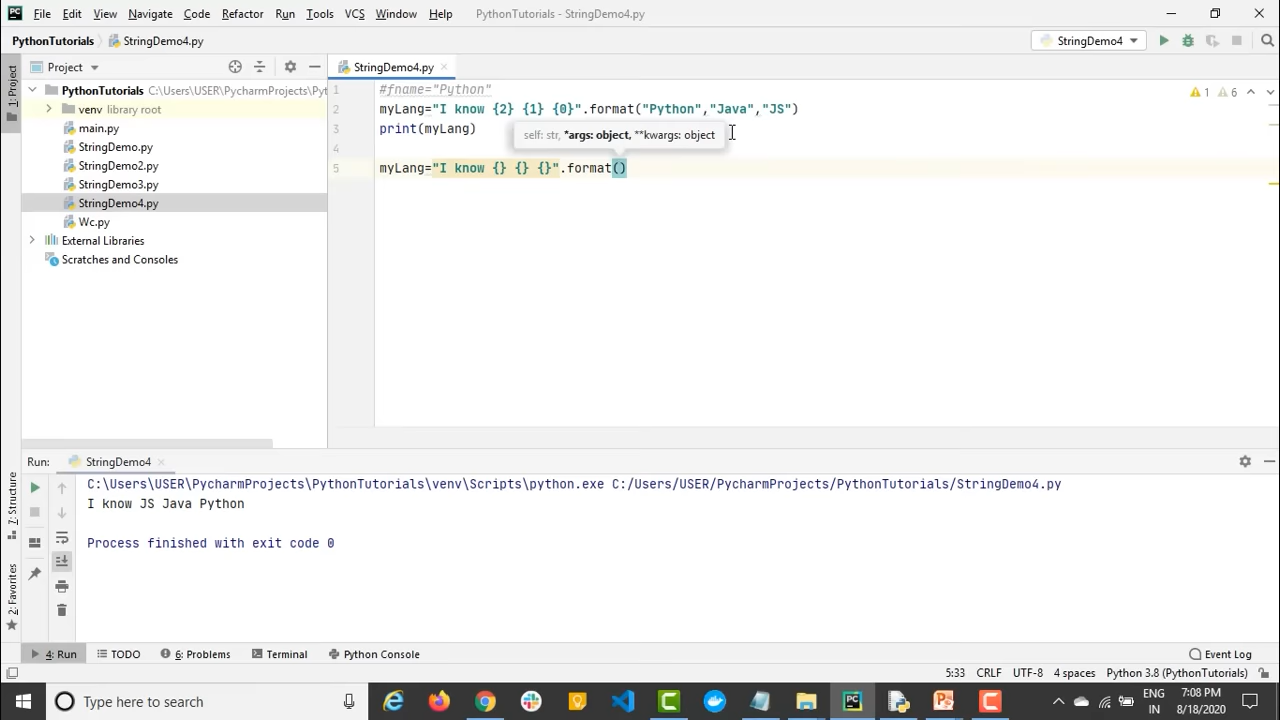 File Edit View Navigate Code Refactor Run Tools VCS Window Help PythonTutorials - StringDemo4.py
PythonTutorials StringDemo4.py StringDemo4
1: Project
Project
StringDemo4.py
PythonTutorials C:\Users\USER\PycharmProjects\Pyt
venv library root
main.py
StringDemo.py
StringDemo2.py
StringDemo3.py
StringDemo4.py
Wc.py
External Libraries
Scratches and Consoles
1 #fname="Python"
1 6
2 myLang="I know {2} {1} {0}".format("Python","Java","JS")
3 print(myLang)
self: str, *args: object, **kwargs: object
4
5 myLang="I know {} {} {}".format()
7: Structure
2: Favorites
Run: StringDemo4
C:\Users\USER\PycharmProjects\PythonTutorials\venv\Scripts\python.exe C:/Users/USER/PycharmProjects/PythonTutorials/StringDemo4.py
I know JS Java Python
Process finished with exit code 0
4: Run TODO 6: Problems Terminal Python Console Event Log
5:33 CRLF UTF-8 4 spaces Python 3.8 (PythonTutorials)
Type here to search
ENG
IN
7:08 PM
8/18/2020